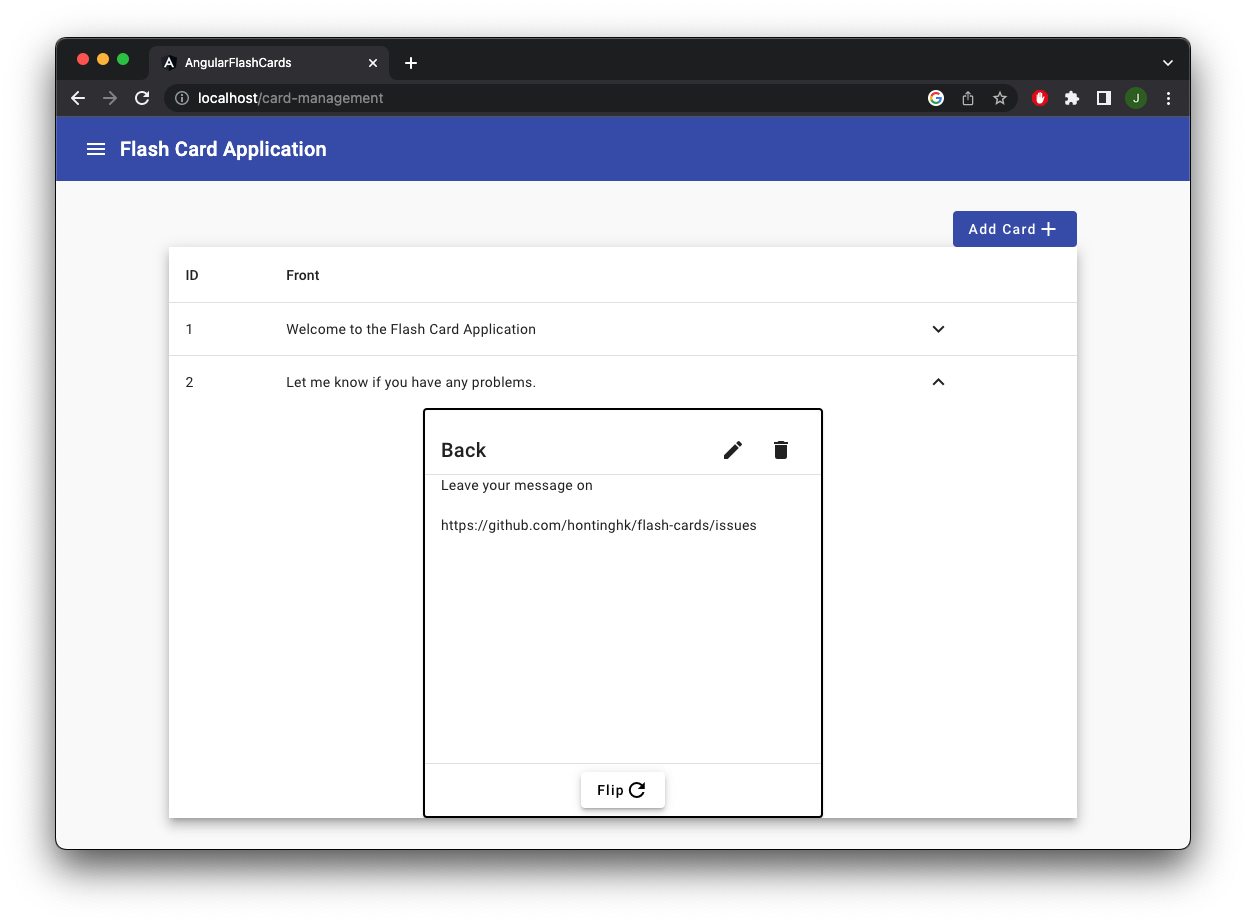 AngularFlashCards
localhost/card-management
J
Flash Card Application
Add Card
ID Front
1 Welcome to the Flash Card Application
2 Let me know if you have any problems.
Back
Leave your message on
https://github.com/hontinghk/flash-cards/issues
Flip